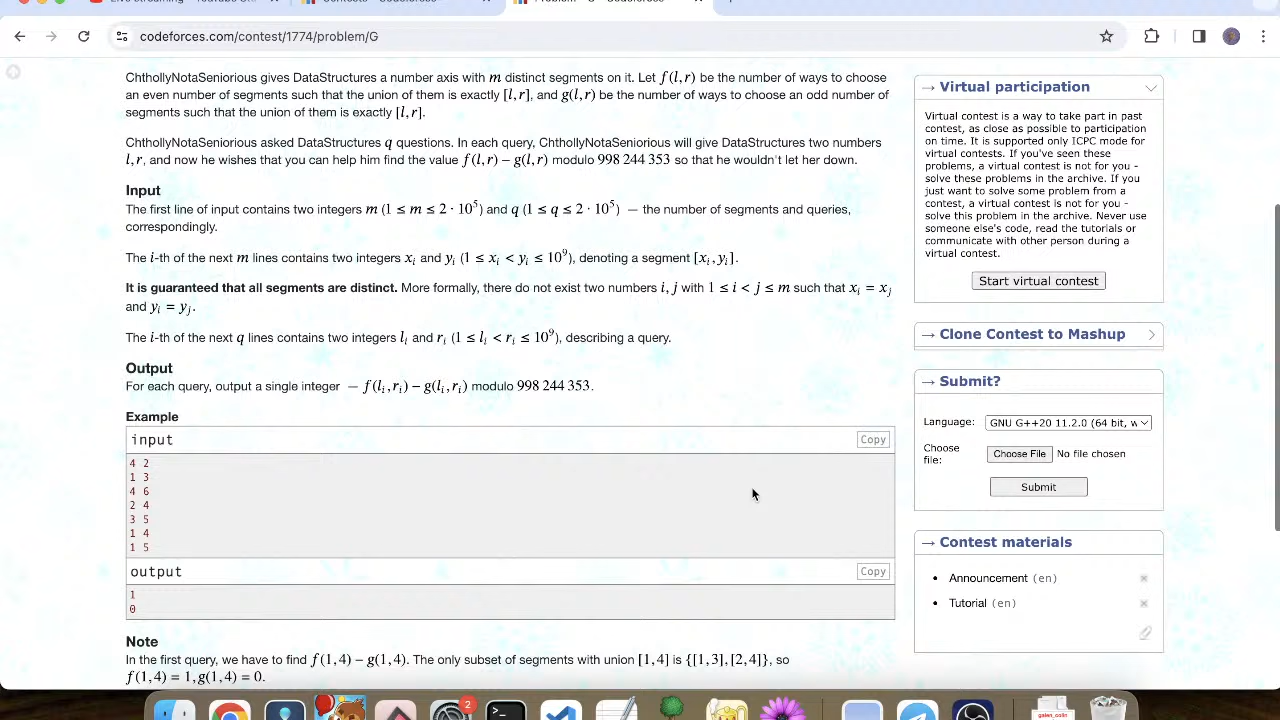 codeforces.com/contest/1774/problem/G
ChthollyNotaSeniorious gives DataStructures a number axis with m distinct segments on it. Let f(l,r) be the number of ways to choose
an even number of segments such that the union of them is exactly [l,r], and g(l,r) be the number of ways to choose an odd number of
segments such that the union of them is exactly [l,r].
ChthollyNotaSeniorious asked DataStructures q questions. In each query, ChthollyNotaSeniorious will give DataStructures two numbers
l,r, and now he wishes that you can help him find the value f(l,r) − g(l,r) modulo 998 244 353 so that he wouldn't let her down.
Input
The first line of input contains two integers m (1 ≤ m ≤ 2 · 10⁵) and q (1 ≤ q ≤ 2 · 10⁵) — the number of segments and queries,
correspondingly.
The i-th of the next m lines contains two integers xᵢ and yᵢ (1 ≤ xᵢ < yᵢ ≤ 10⁹), denoting a segment [xᵢ, yᵢ].
It is guaranteed that all segments are distinct. More formally, there do not exist two numbers i, j with 1 ≤ i < j ≤ m such that xᵢ = xⱼ
and yᵢ = yⱼ.
The i-th of the next q lines contains two integers lᵢ and rᵢ (1 ≤ lᵢ < rᵢ ≤ 10⁹), describing a query.
Output
For each query, output a single integer — f(lᵢ, rᵢ) − g(lᵢ, rᵢ) modulo 998 244 353.
Example
input
Copy
4 2
1 3
4 6
2 4
3 5
1 4
1 5
output
Copy
1
0
Note
In the first query, we have to find f(1,4) − g(1,4). The only subset of segments with union [1,4] is {[1,3],[2,4]}, so
f(1,4) = 1, g(1,4) = 0.
→ Virtual participation
Virtual contest is a way to take part in past
contest, as close as possible to participation
on time. It is supported only ICPC mode for
virtual contests. If you've seen these
problems, a virtual contest is not for you -
solve these problems in the archive. If you
just want to solve some problem from a
contest, a virtual contest is not for you -
solve this problem in the archive. Never use
someone else's code, read the tutorials or
communicate with other person during a
virtual contest.
Start virtual contest
→ Clone Contest to Mashup
→ Submit?
Language:
GNU G++20 11.2.0 (64 bit, w
Choose
file:
Choose File No file chosen
Submit
→ Contest materials
• Announcement (en)
• Tutorial (en)
2